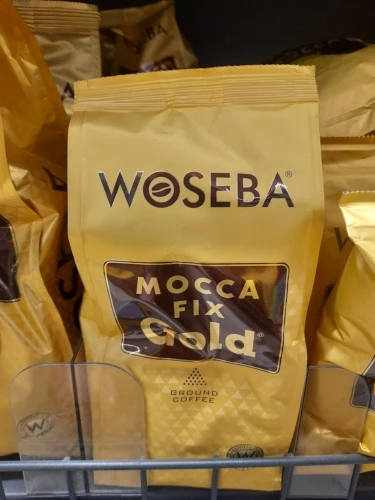 WOSEBA®
MOCCA
FIX
Gold®
GROUND
COFFEE
W
W